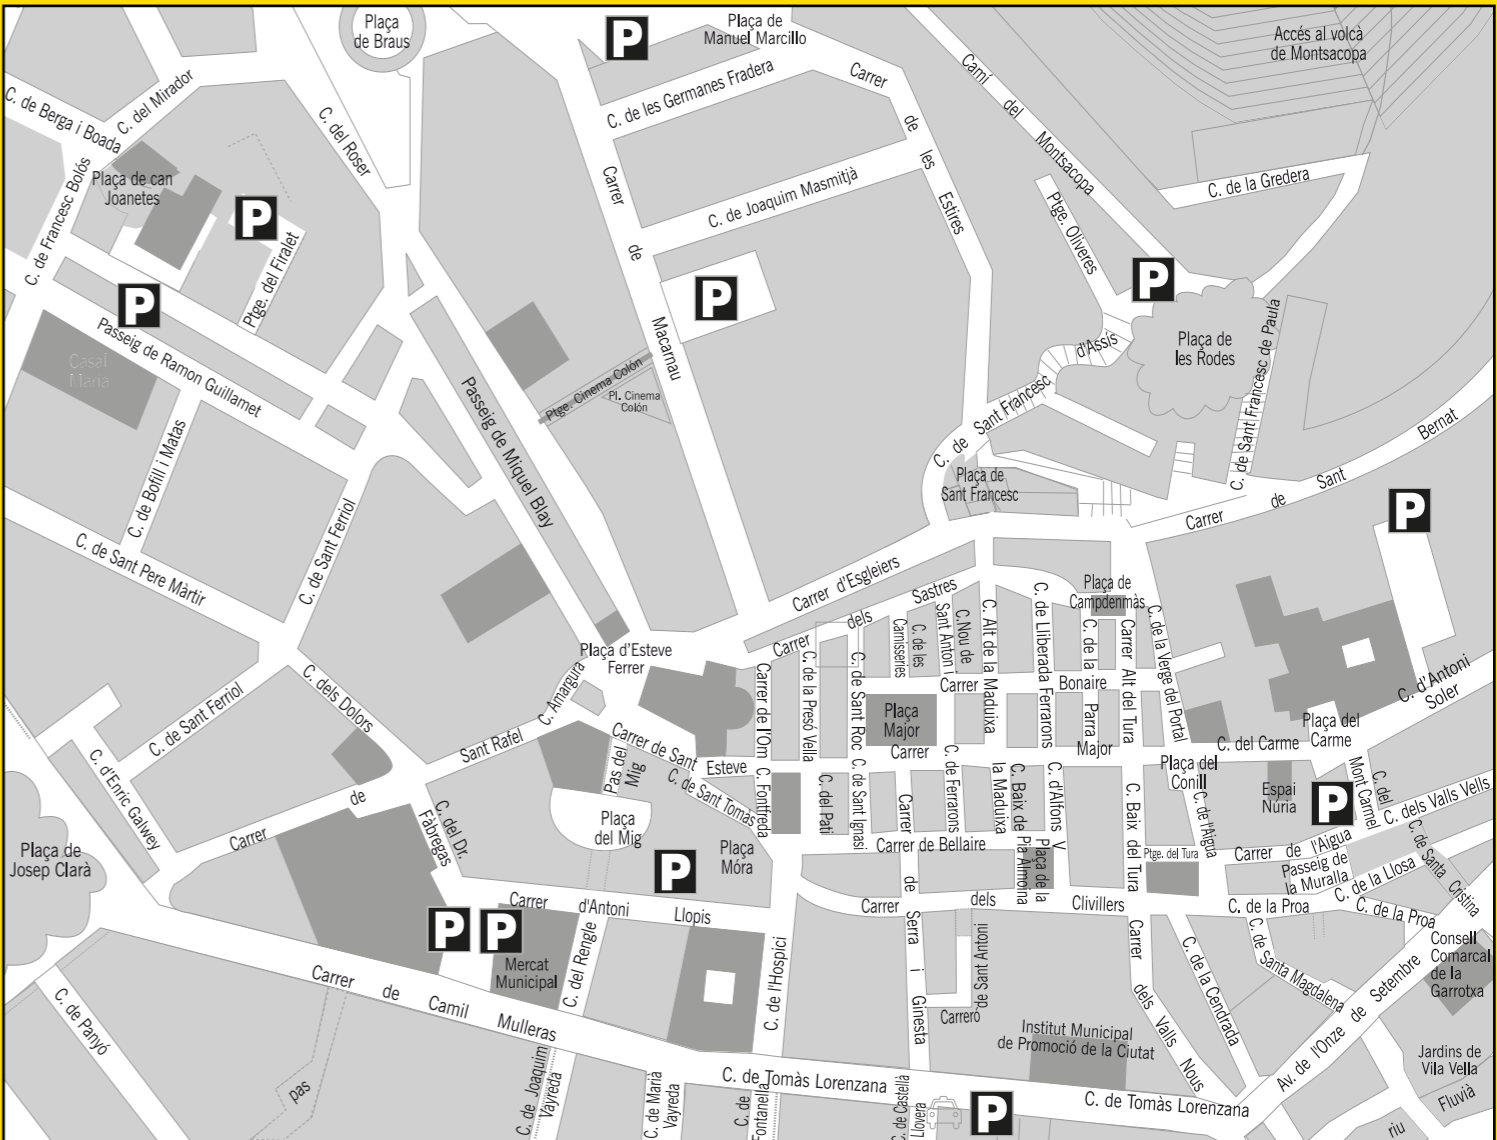 Plaça
de Braus
P
Plaça de
Manuel Marcillo
Accés al volcà
de Montsacopa
C. de Berga i Boada
C. del Mirador
C. del Roser
C. de les Germanes Fradera
Carrer
de
les
Estires
Camí
del
Montsacopa
C. de la Gredera
C. de Francesc Bolós
Plaça de can
Joanetes
P
Ptge. del Firalet
Carrer
de
Macarnau
C. de Joaquim Masmitjà
Ptge. Oliveres
P
P
P
Passeig de Ramon Guillamet
Casal
Marià
Passeig de Miquel Blay
Ptge. Cinema Colón
Pl. Cinema
Colón
Plaça de
les Rodes
C. de Sant Francesc
d'Assís
C. de Sant Francesc de Paula
C. de Bofill i Matas
C. de Sant Ferriol
Plaça de
Sant Francesc
Carrer
de
Sant
Bernat
P
C. de Sant Pere Màrtir
Carrer d'Esgleiers
Carrer
dels
Sastres
Plaça de
Campdenmàs
Plaça d'Esteve
Ferrer
C. Amargura
C. de Sant Ferriol
C. dels Dolors
Carrer de l'Om
C. de la Presó Vella
C. de Sant Roc
Carnisseries
C. de les
Sant Antoni
C.Nou de
C. Alt de la Maduixa
C. de Lliberada Ferrarons
C. de la
Parra
Carrer Alt del Tura
C. de la Verge del Portal
Carrer
Bonaire
Plaça
Major
Carrer
Major
C. d'Antoni
Soler
Plaça del
Carme
C. del Carme
Carrer
de
Sant Rafel
Carrer de Sant
Esteve
Pas del
Mig
C. de Sant Tomàs
C. Fontfreda
C. del Pati
C. de Sant Ignasi
Carrer
de
Serra
i
Ginesta
C. de Ferrarons
la Maduixa
C. Baix de
Pia Almoina
C. d'Alfons V
Plaça de la
C. Baix del Tura
Plaça del
Conill
C. de l'Aigua
Espai
Núria
P
Mont Carmel
C. del
C. dels Valls Vells
C. d'Enric Galwey
Plaça de
Josep Clarà
C. del Dr.
Fàbregas
Plaça
del Mig
Plaça
Móra
P
Carrer de Bellaire
Ptge. del Tura
Carrer de l'Aigua
Passeig de
la Muralla
C. de la Llosa
C. de Santa Cristina
Carrer
d'Antoni
Llopis
P
P
Mercat
Municipal
C. del Rengle
C. de l'Hospici
Carrer
dels
Clivillers
C. de la Proa
C. de la Proa
Carreró
de Sant Antoni
Carrer
dels Valls
Nous
C. de la Cendrada
C. de Santa Magdalena
Consell
Comarcal
de la
Garrotxa
Carrer
de
Camil
Mulleras
C. de Panyó
pas
Institut Municipal
de Promoció de la Ciutat
Av. de l'Onze de Setembre
Jardins de
Vila Vella
C. de Joaquim
Vayreda
C. de Marià
Vayreda
C. de
Fontanella
C. de Tomàs Lorenzana
C. de Castellà
Llovera
P
C. de Tomàs Lorenzana
riu
Fluvià